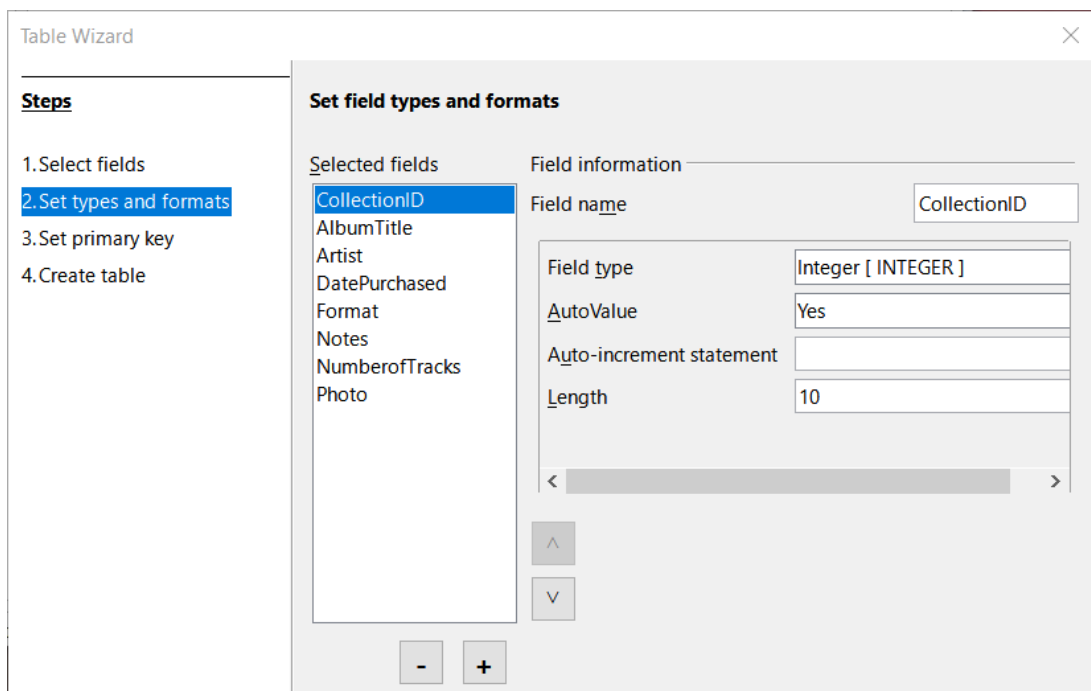 Table Wizard
Steps
1.Select fields
2.Set types and formats
3.Set primary key
4.Create table
Set field types and formats
Selected fields
CollectionID
AlbumTitle
Artist
DatePurchased
Format
Notes
NumberofTracks
Photo
- +
Field information
Field name CollectionID
Field type Integer [ INTEGER ]
AutoValue Yes
Auto-increment statement
Length 10